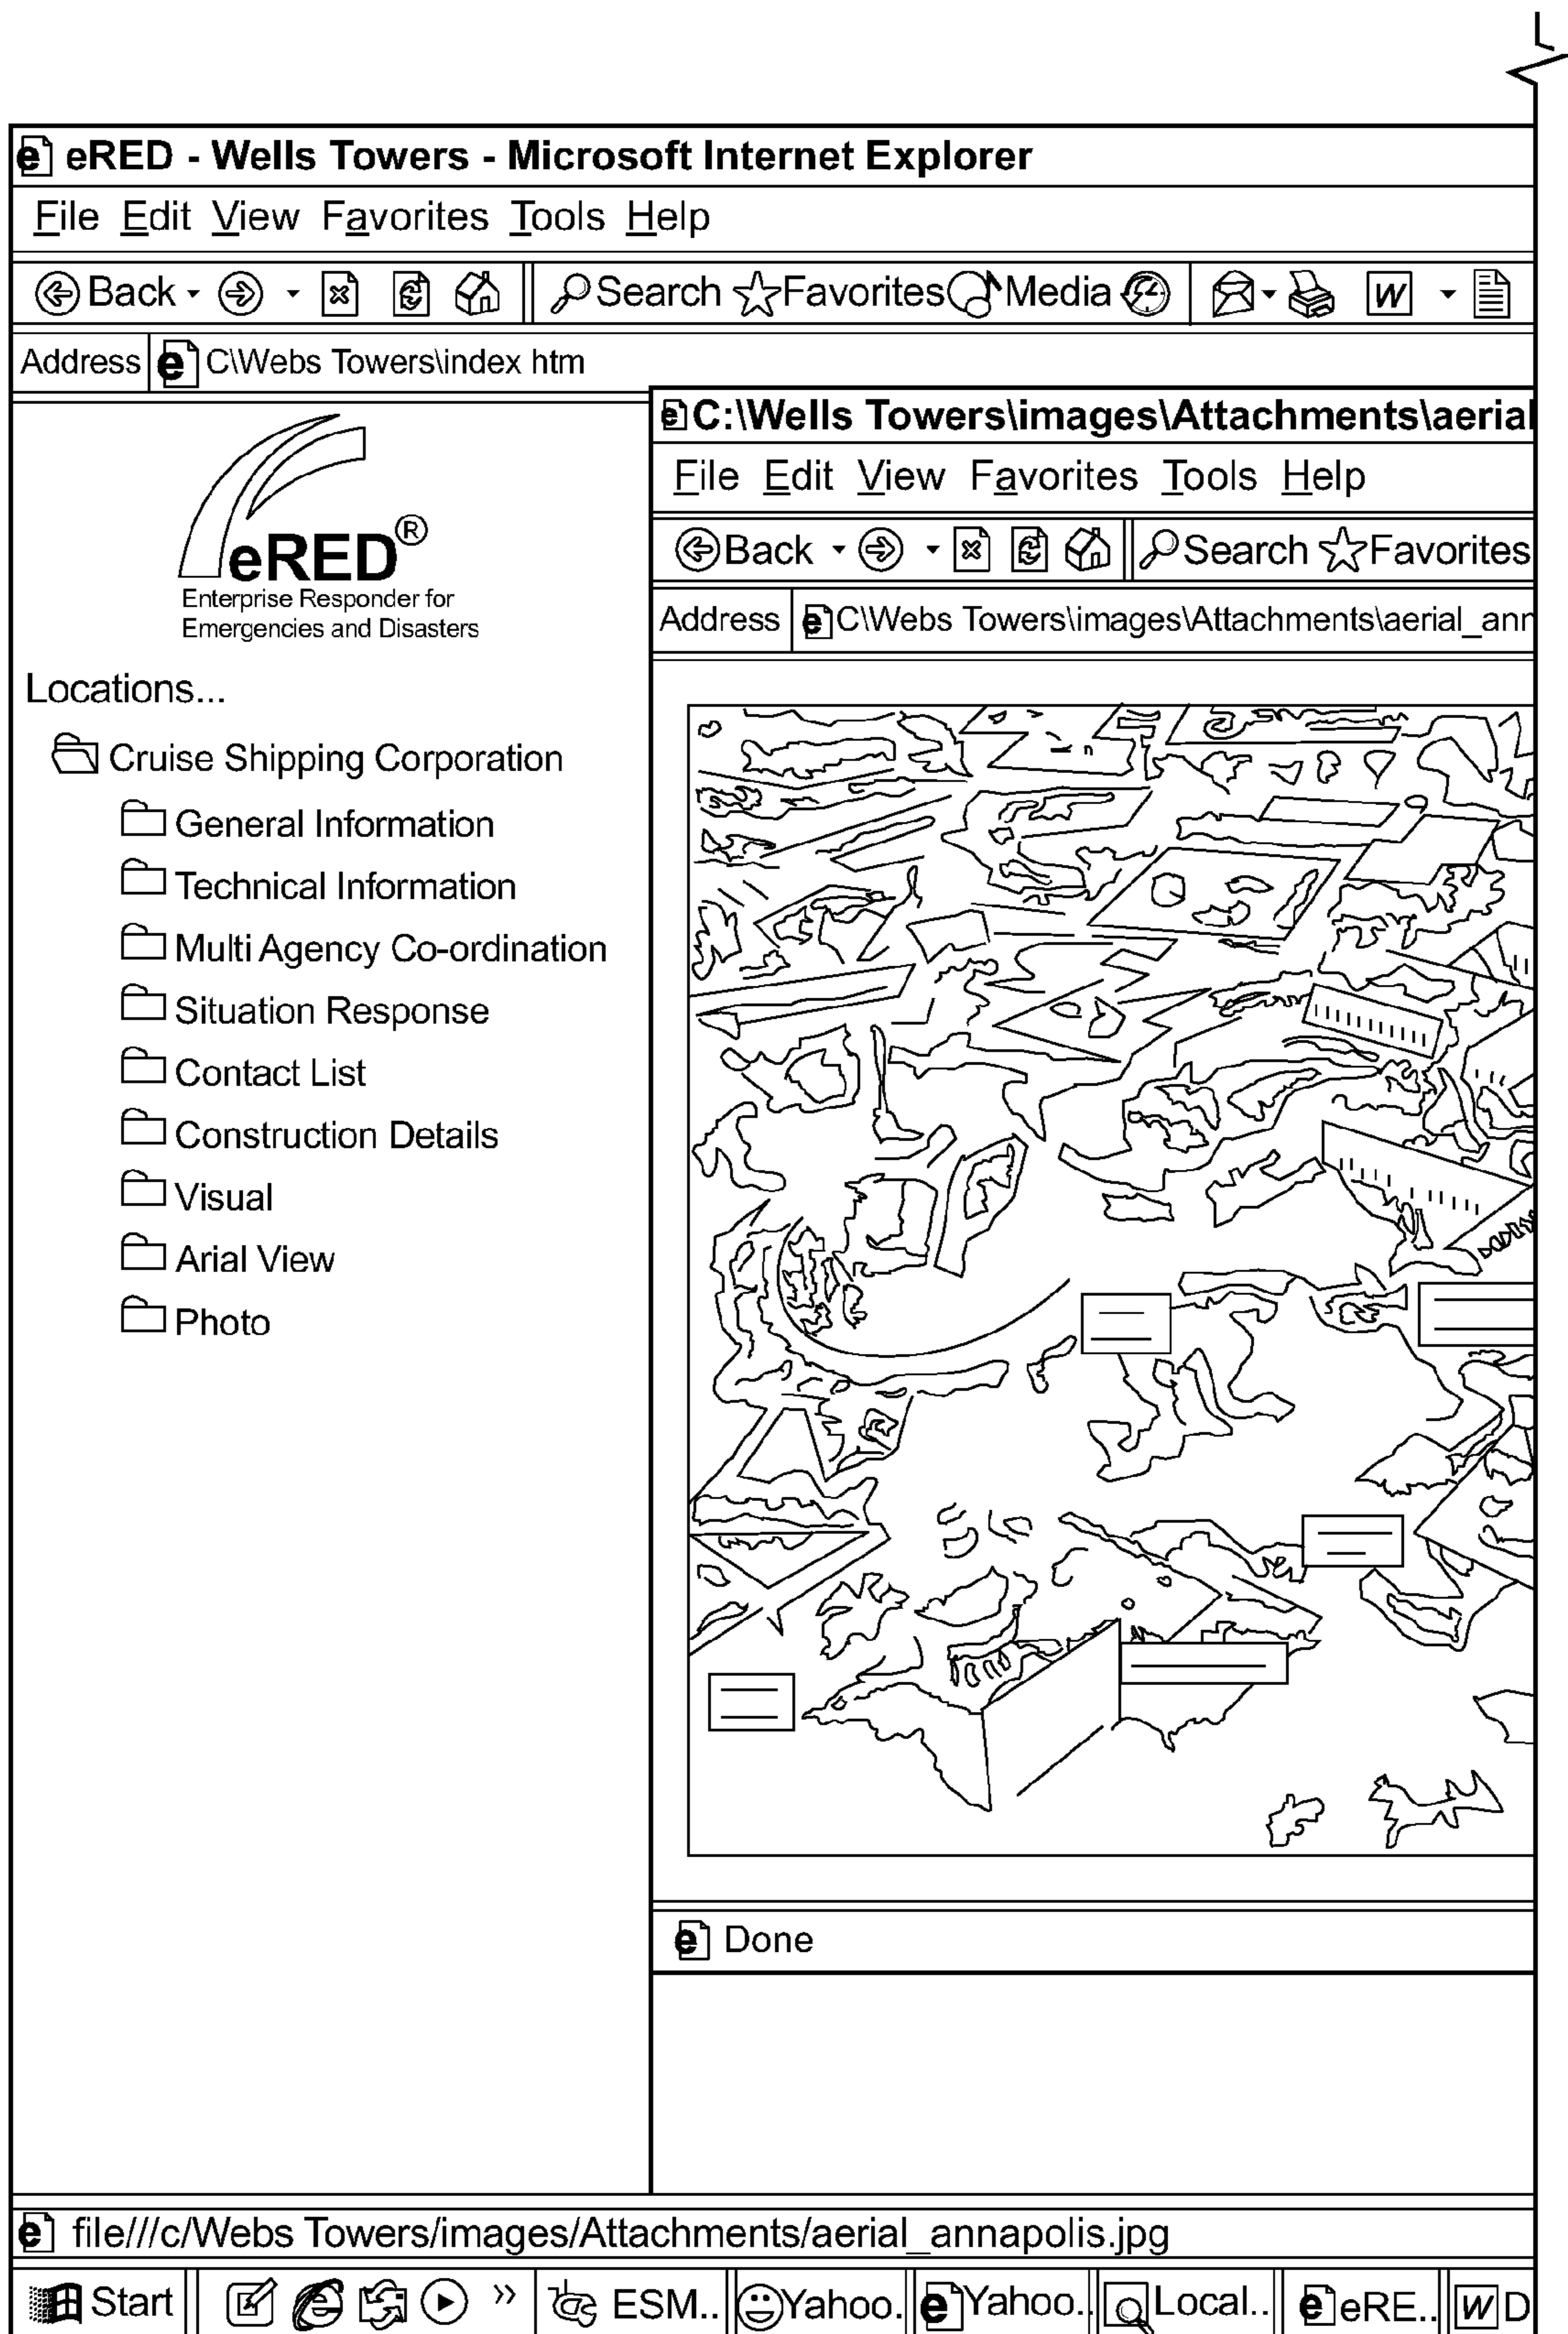 eRED - Wells Towers - Microsoft Internet Explorer
File Edit View Favorites Tools Help
Back Search Favorites Media W
Address C\Webs Towers\index htm
C:\Wells Towers\images\Attachments\aerial
File Edit View Favorites Tools Help
Back Search Favorites
Address C\Webs Towers\images\Attachments\aerial_ann
eRED®
Enterprise Responder for
Emergencies and Disasters
Locations...
Cruise Shipping Corporation
General Information
Technical Information
Multi Agency Co-ordination
Situation Response
Contact List
Construction Details
Visual
Arial View
Photo
Done
file///c/Webs Towers/images/Attachments/aerial_annapolis.jpg
Start » ESM.. Yahoo. Yahoo.. Local.. eRE.. W D